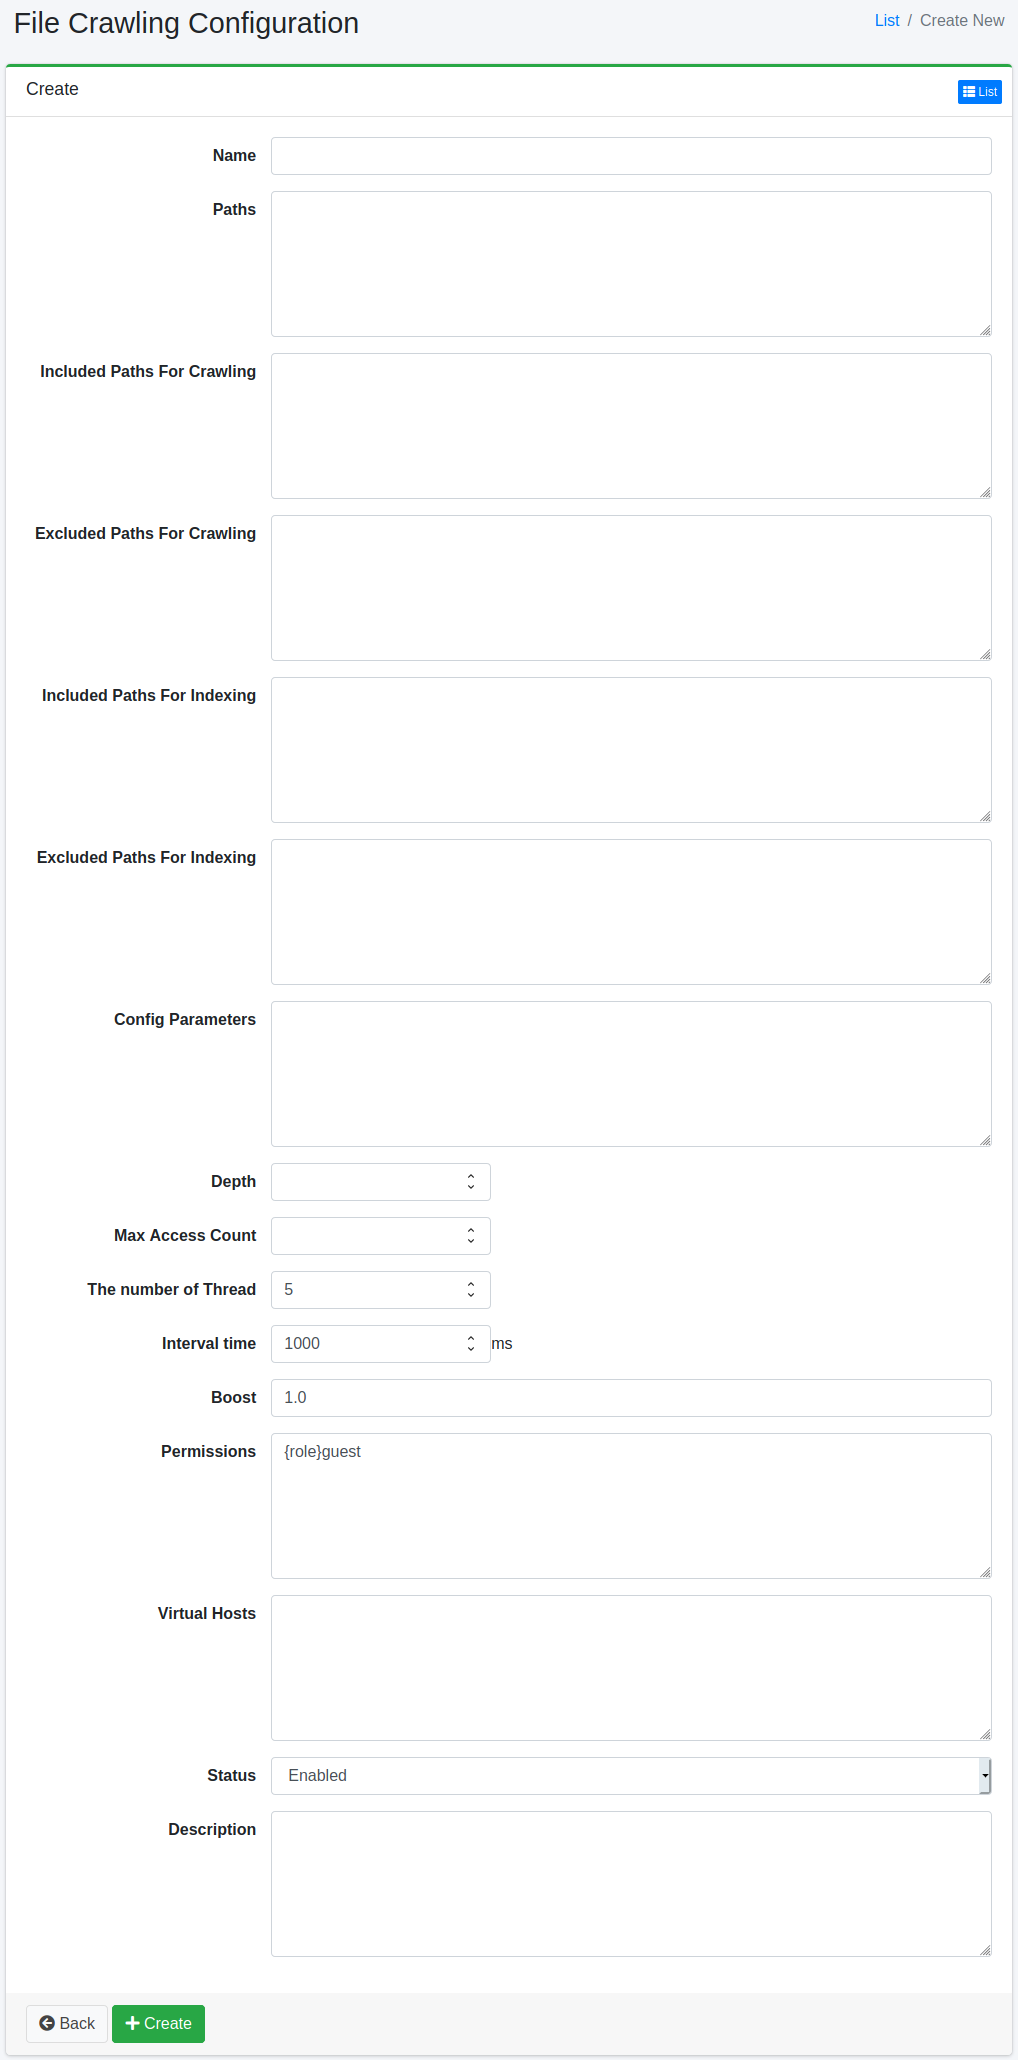 File Crawling Configuration
List / Create New
Create
List
Name
Paths
Included Paths For Crawling
Excluded Paths For Crawling
Included Paths For Indexing
Excluded Paths For Indexing
Config Parameters
Depth
Max Access Count
The number of Thread 5
Interval time 1000 ms
Boost 1.0
Permissions {role}guest
Virtual Hosts
Status Enabled
Description
Back Create